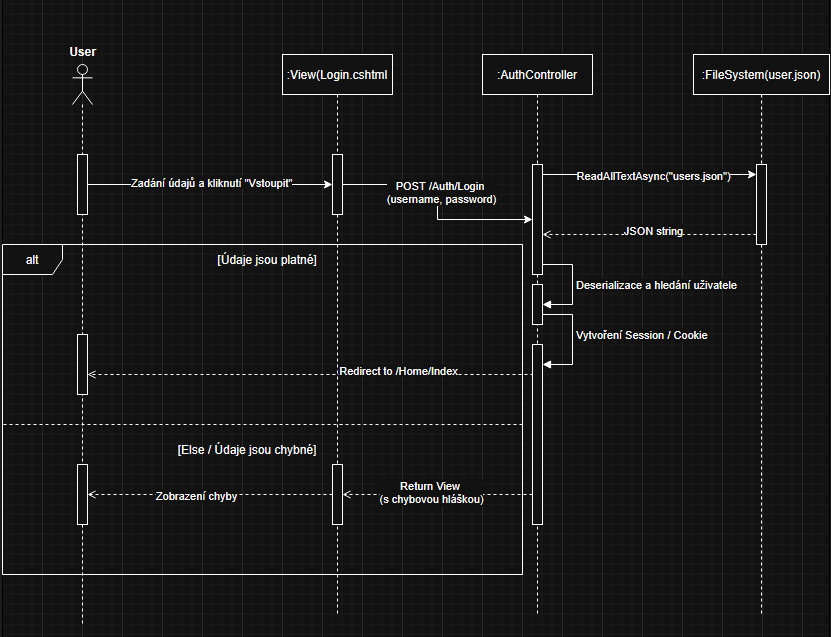 User
:View(Login.cshtml
:AuthController
:FileSystem(user.json)
Zadání údajů a kliknutí "Vstoupit"
POST /Auth/Login
(username, password)
ReadAllTextAsync("users.json")
JSON string
alt
[Údaje jsou platné]
Deserializace a hledání uživatele
Vytvoření Session / Cookie
Redirect to /Home/Index
[Else / Údaje jsou chybné]
Return View
(s chybovou hláškou)
Zobrazení chyby